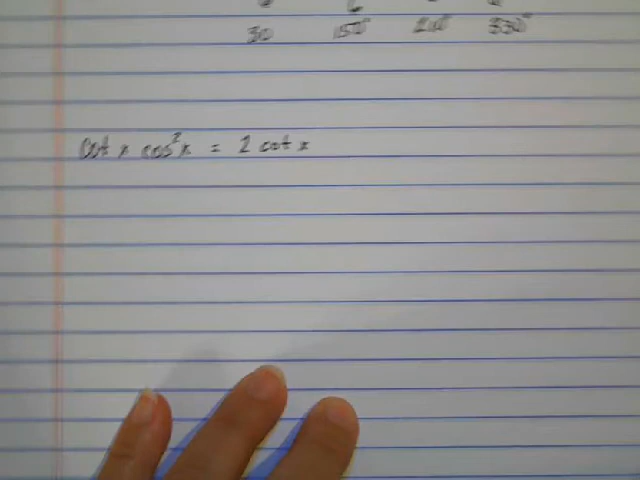 30 150° 210° 330°
cot x cos²x = 2 cot x